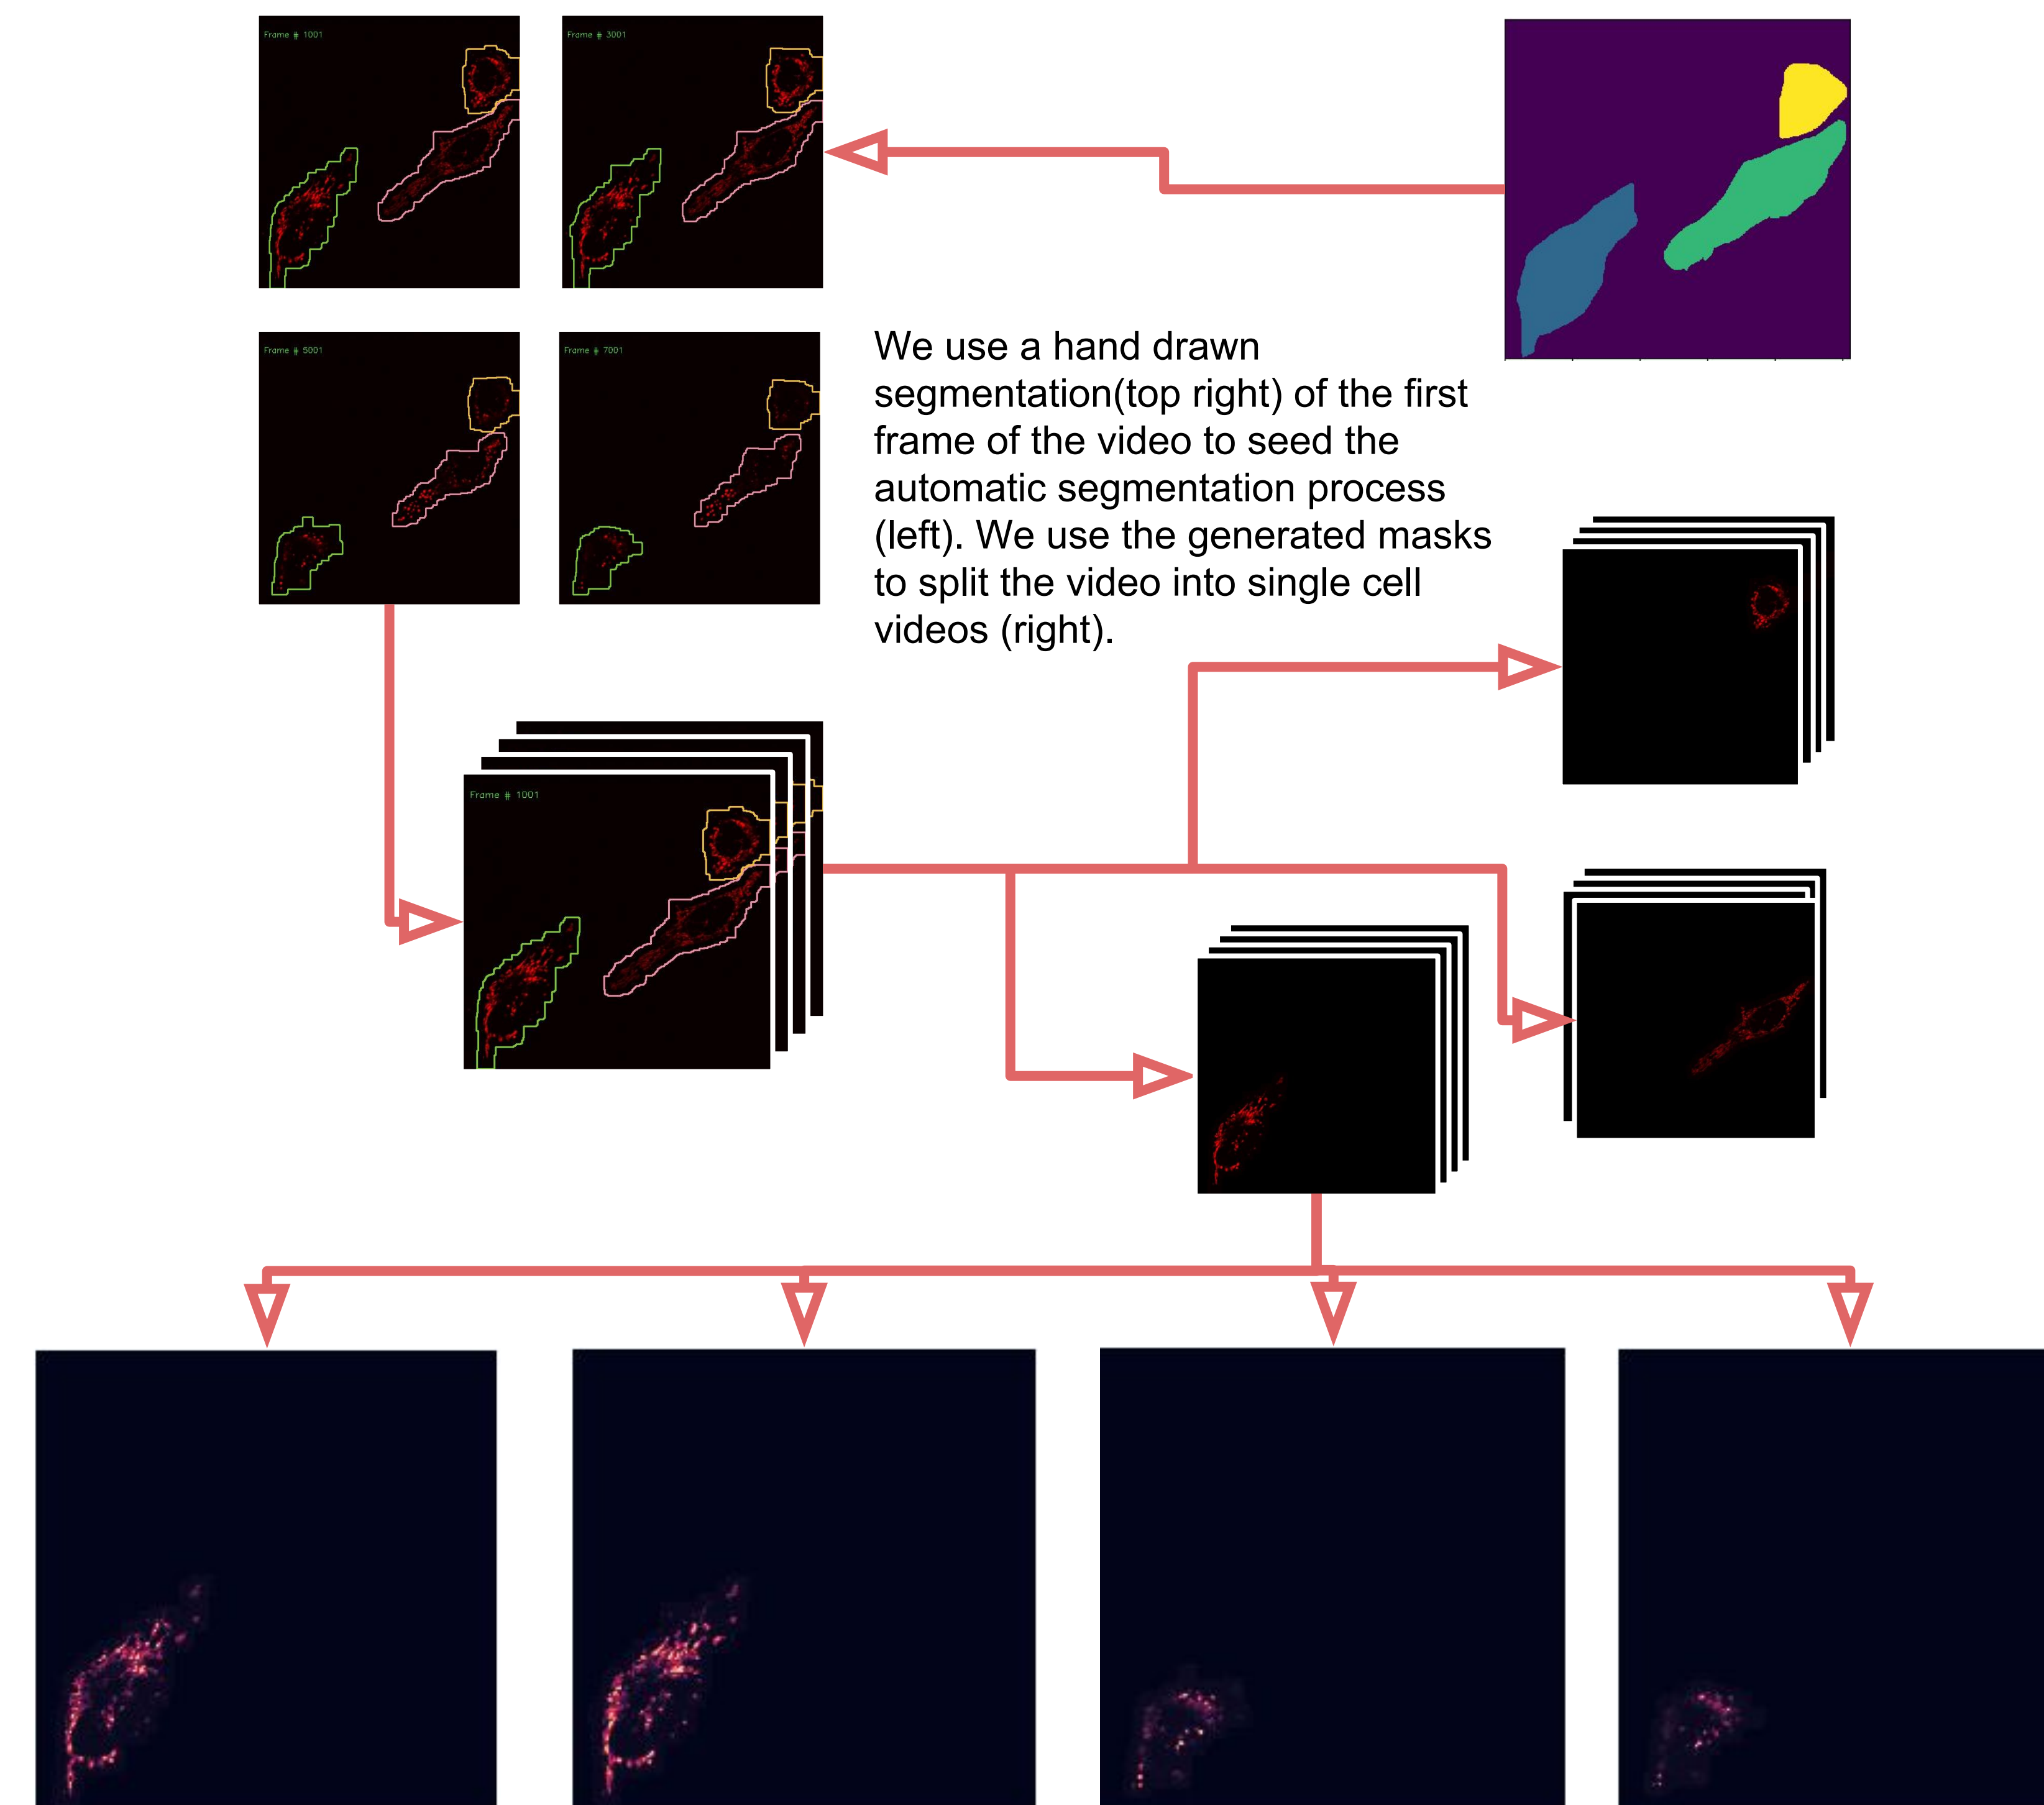 Frame # 1001
Frame # 3001
Frame # 5001
Frame # 7001
We use a hand drawn
segmentation(top right) of the first
frame of the video to seed the
automatic segmentation process
(left). We use the generated masks
to split the video into single cell
videos (right).
Frame # 1001